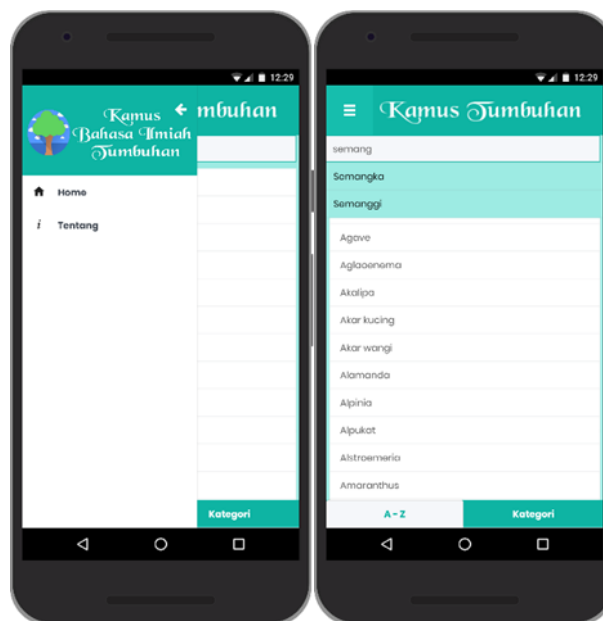 12:29
Kamus
Bahasa Ilmiah
Tumbuhan
mbuhan
Home
i Tentang
Kategori
12:29
Kamus Tumbuhan
semang
Semangka
Semanggi
Agave
Aglaoenema
Akalipa
Akar kucing
Akar wangi
Alamanda
Alpinia
Alpukat
Alstroemeria
Amaranthus
A - Z
Kategori